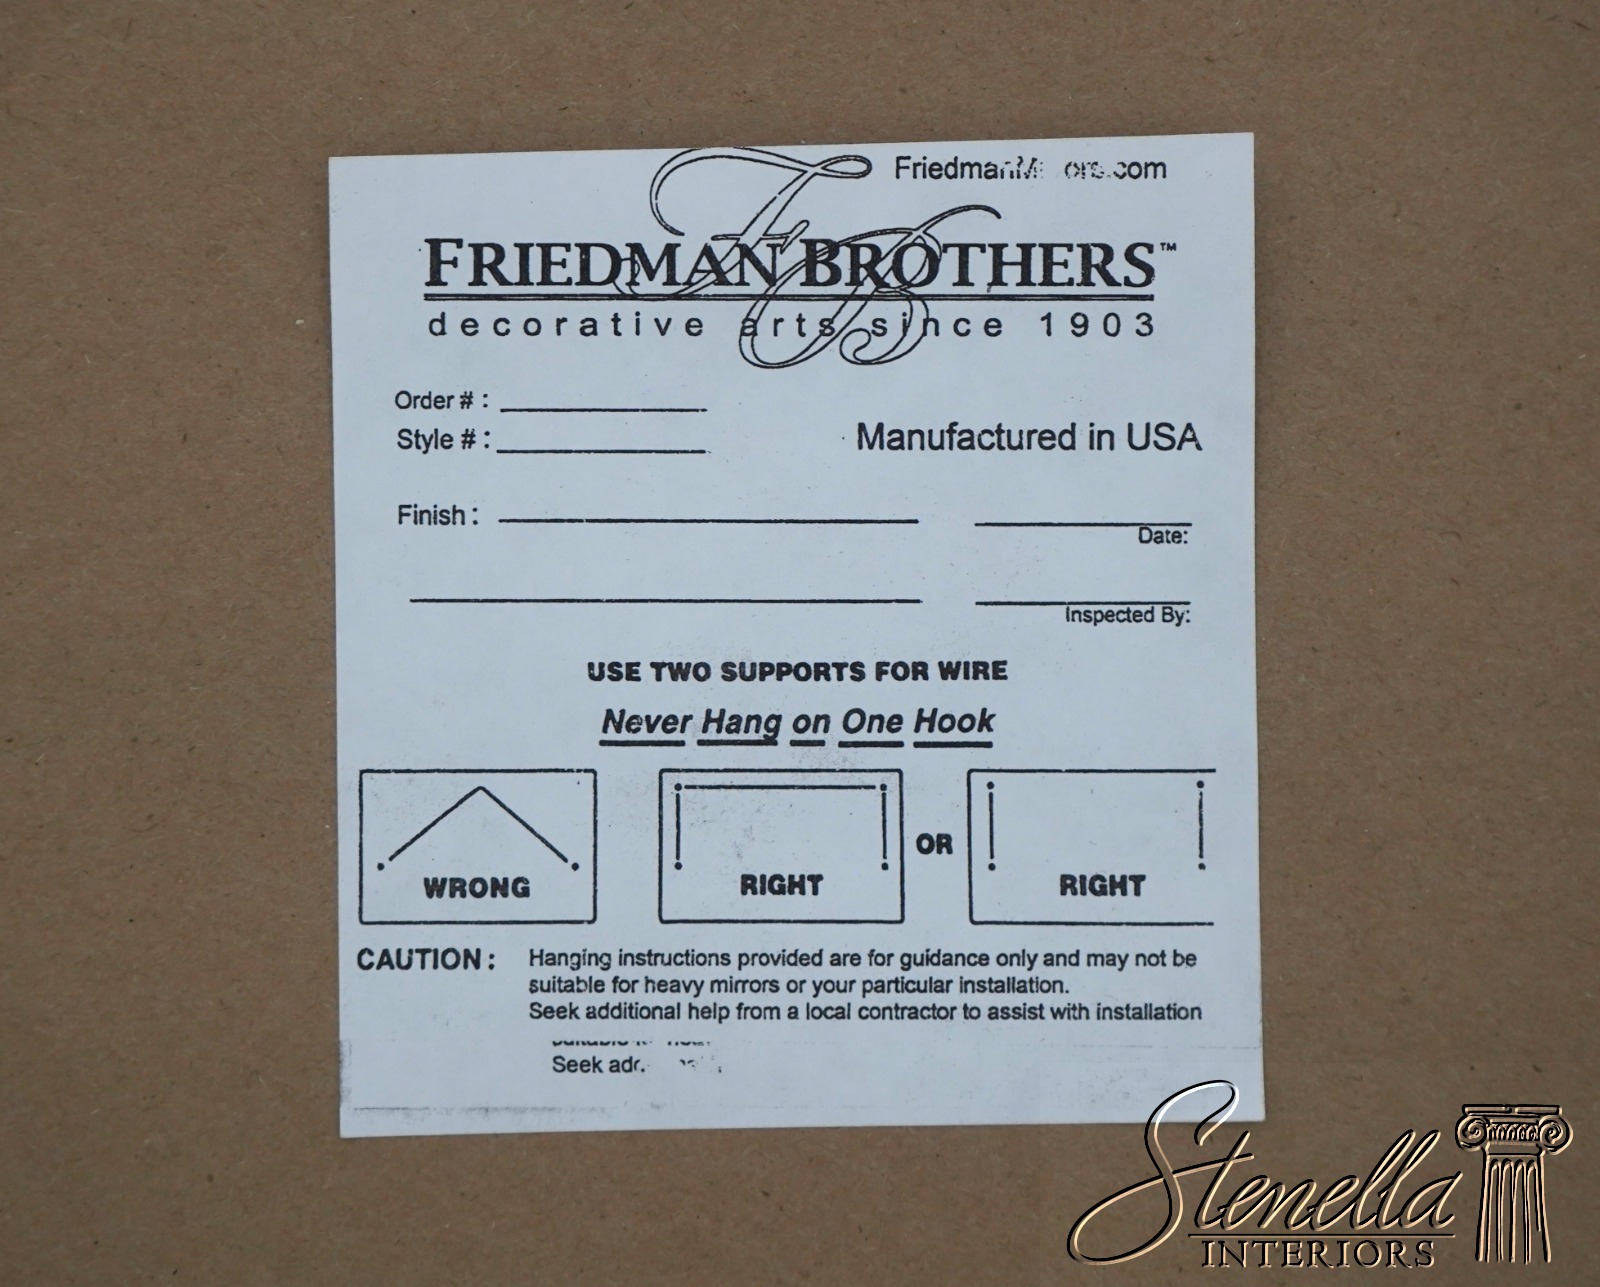 FRIEDMAN BROTHERS™
decorative arts since 1903
Order # :
Style # :
Manufactured in USA
Finish :
Date:
Inspected By:
USE TWO SUPPORTS FOR WIRE
Never Hang on One Hook
WRONG
RIGHT
OR
RIGHT
CAUTION : Hanging instructions provided are for guidance only and may not be
suitable for heavy mirrors or your particular installation.
Seek additional help from a local contractor to assist with installation
Seek
Stenella
INTERIORS